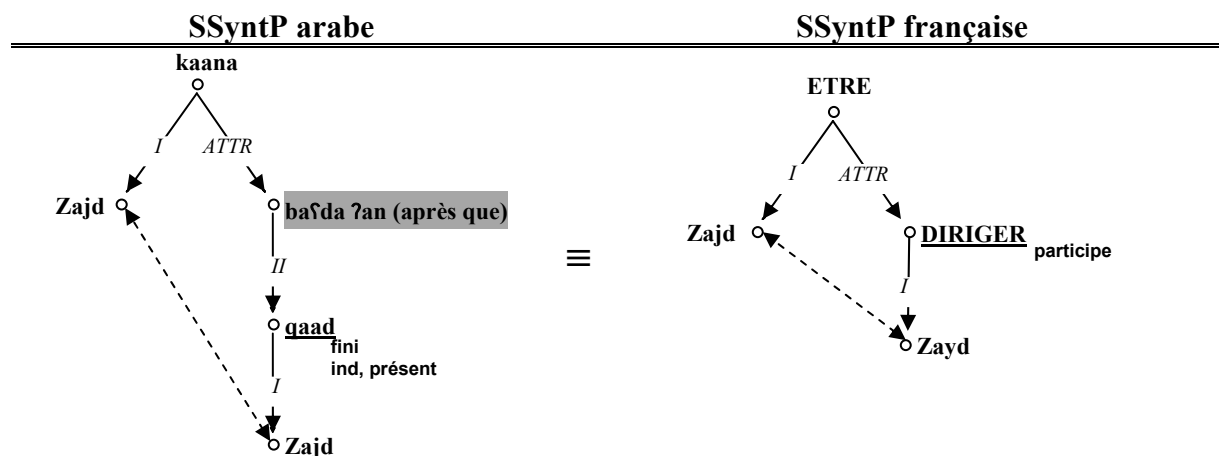 SSyntP arabe
SSyntP française
kaana
I
ATTR
Zajd
baʕda ʔan (après que)
II
qaad
fini
ind, présent
I
Zajd
≡
ETRE
I
ATTR
Zajd
DIRIGER
participe
I
Zayd